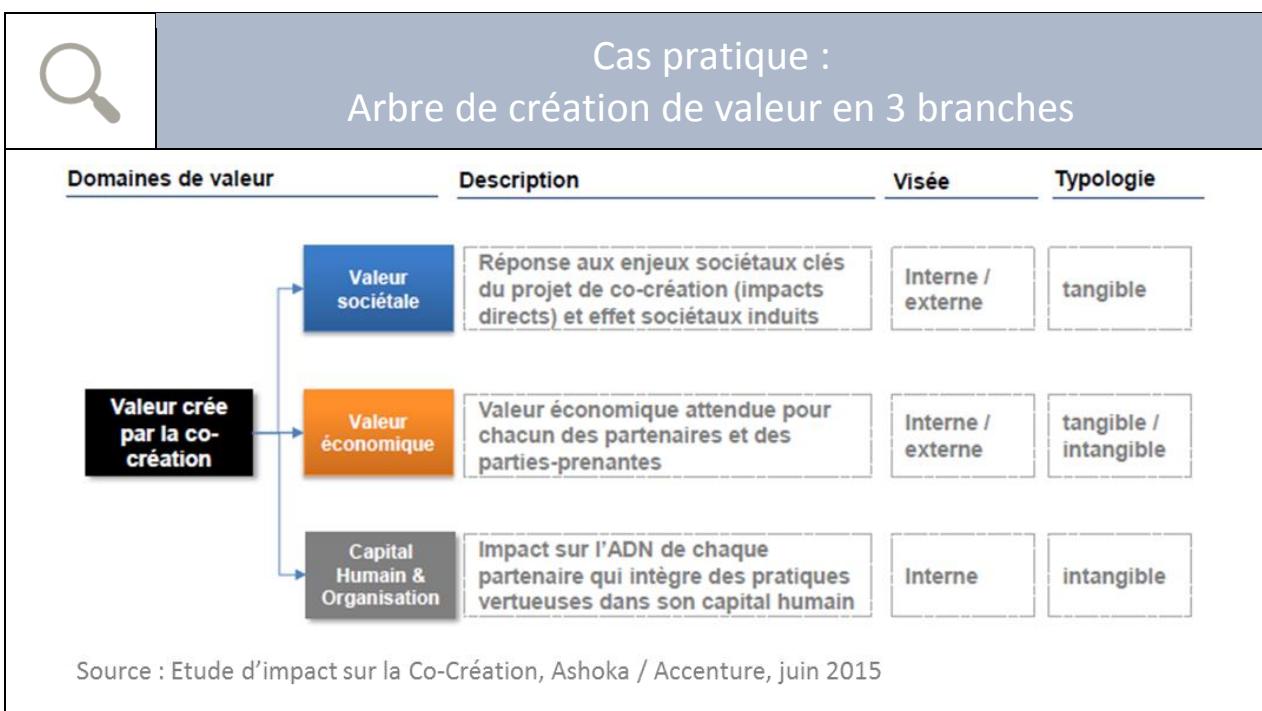 Cas pratique :
Arbre de création de valeur en 3 branches
Domaines de valeur
Description
Visée
Typologie
Valeur crée
par la co-
création
Valeur
sociétale
Réponse aux enjeux sociétaux clés
du projet de co-création (impacts
directs) et effet sociétaux induits
Interne /
externe
tangible
Valeur
économique
Valeur économique attendue pour
chacun des partenaires et des
parties-prenantes
Interne /
externe
tangible /
intangible
Capital
Humain &
Organisation
Impact sur l'ADN de chaque
partenaire qui intègre des pratiques
vertueuses dans son capital humain
Interne
intangible
Source : Etude d'impact sur la Co-Création, Ashoka / Accenture, juin 2015